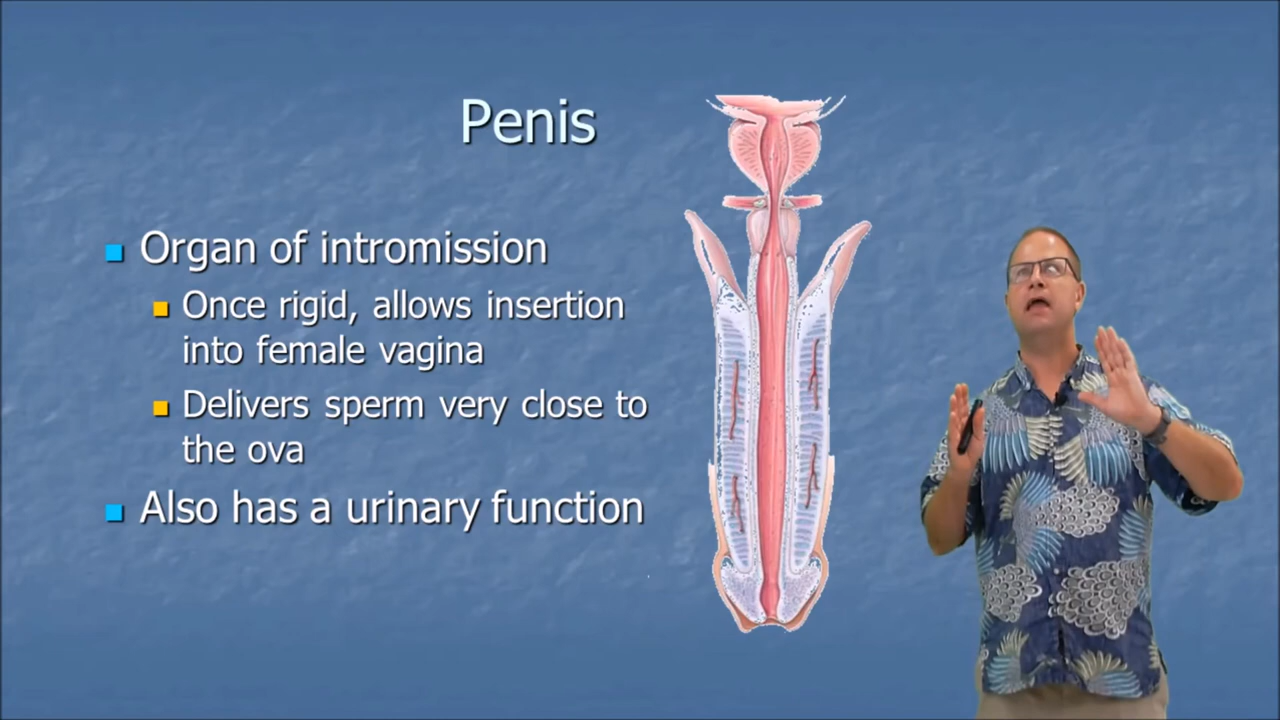 Penis
Organ of intromission
Once rigid, allows insertion
into female vagina
Delivers sperm very close to
the ova
Also has a urinary function